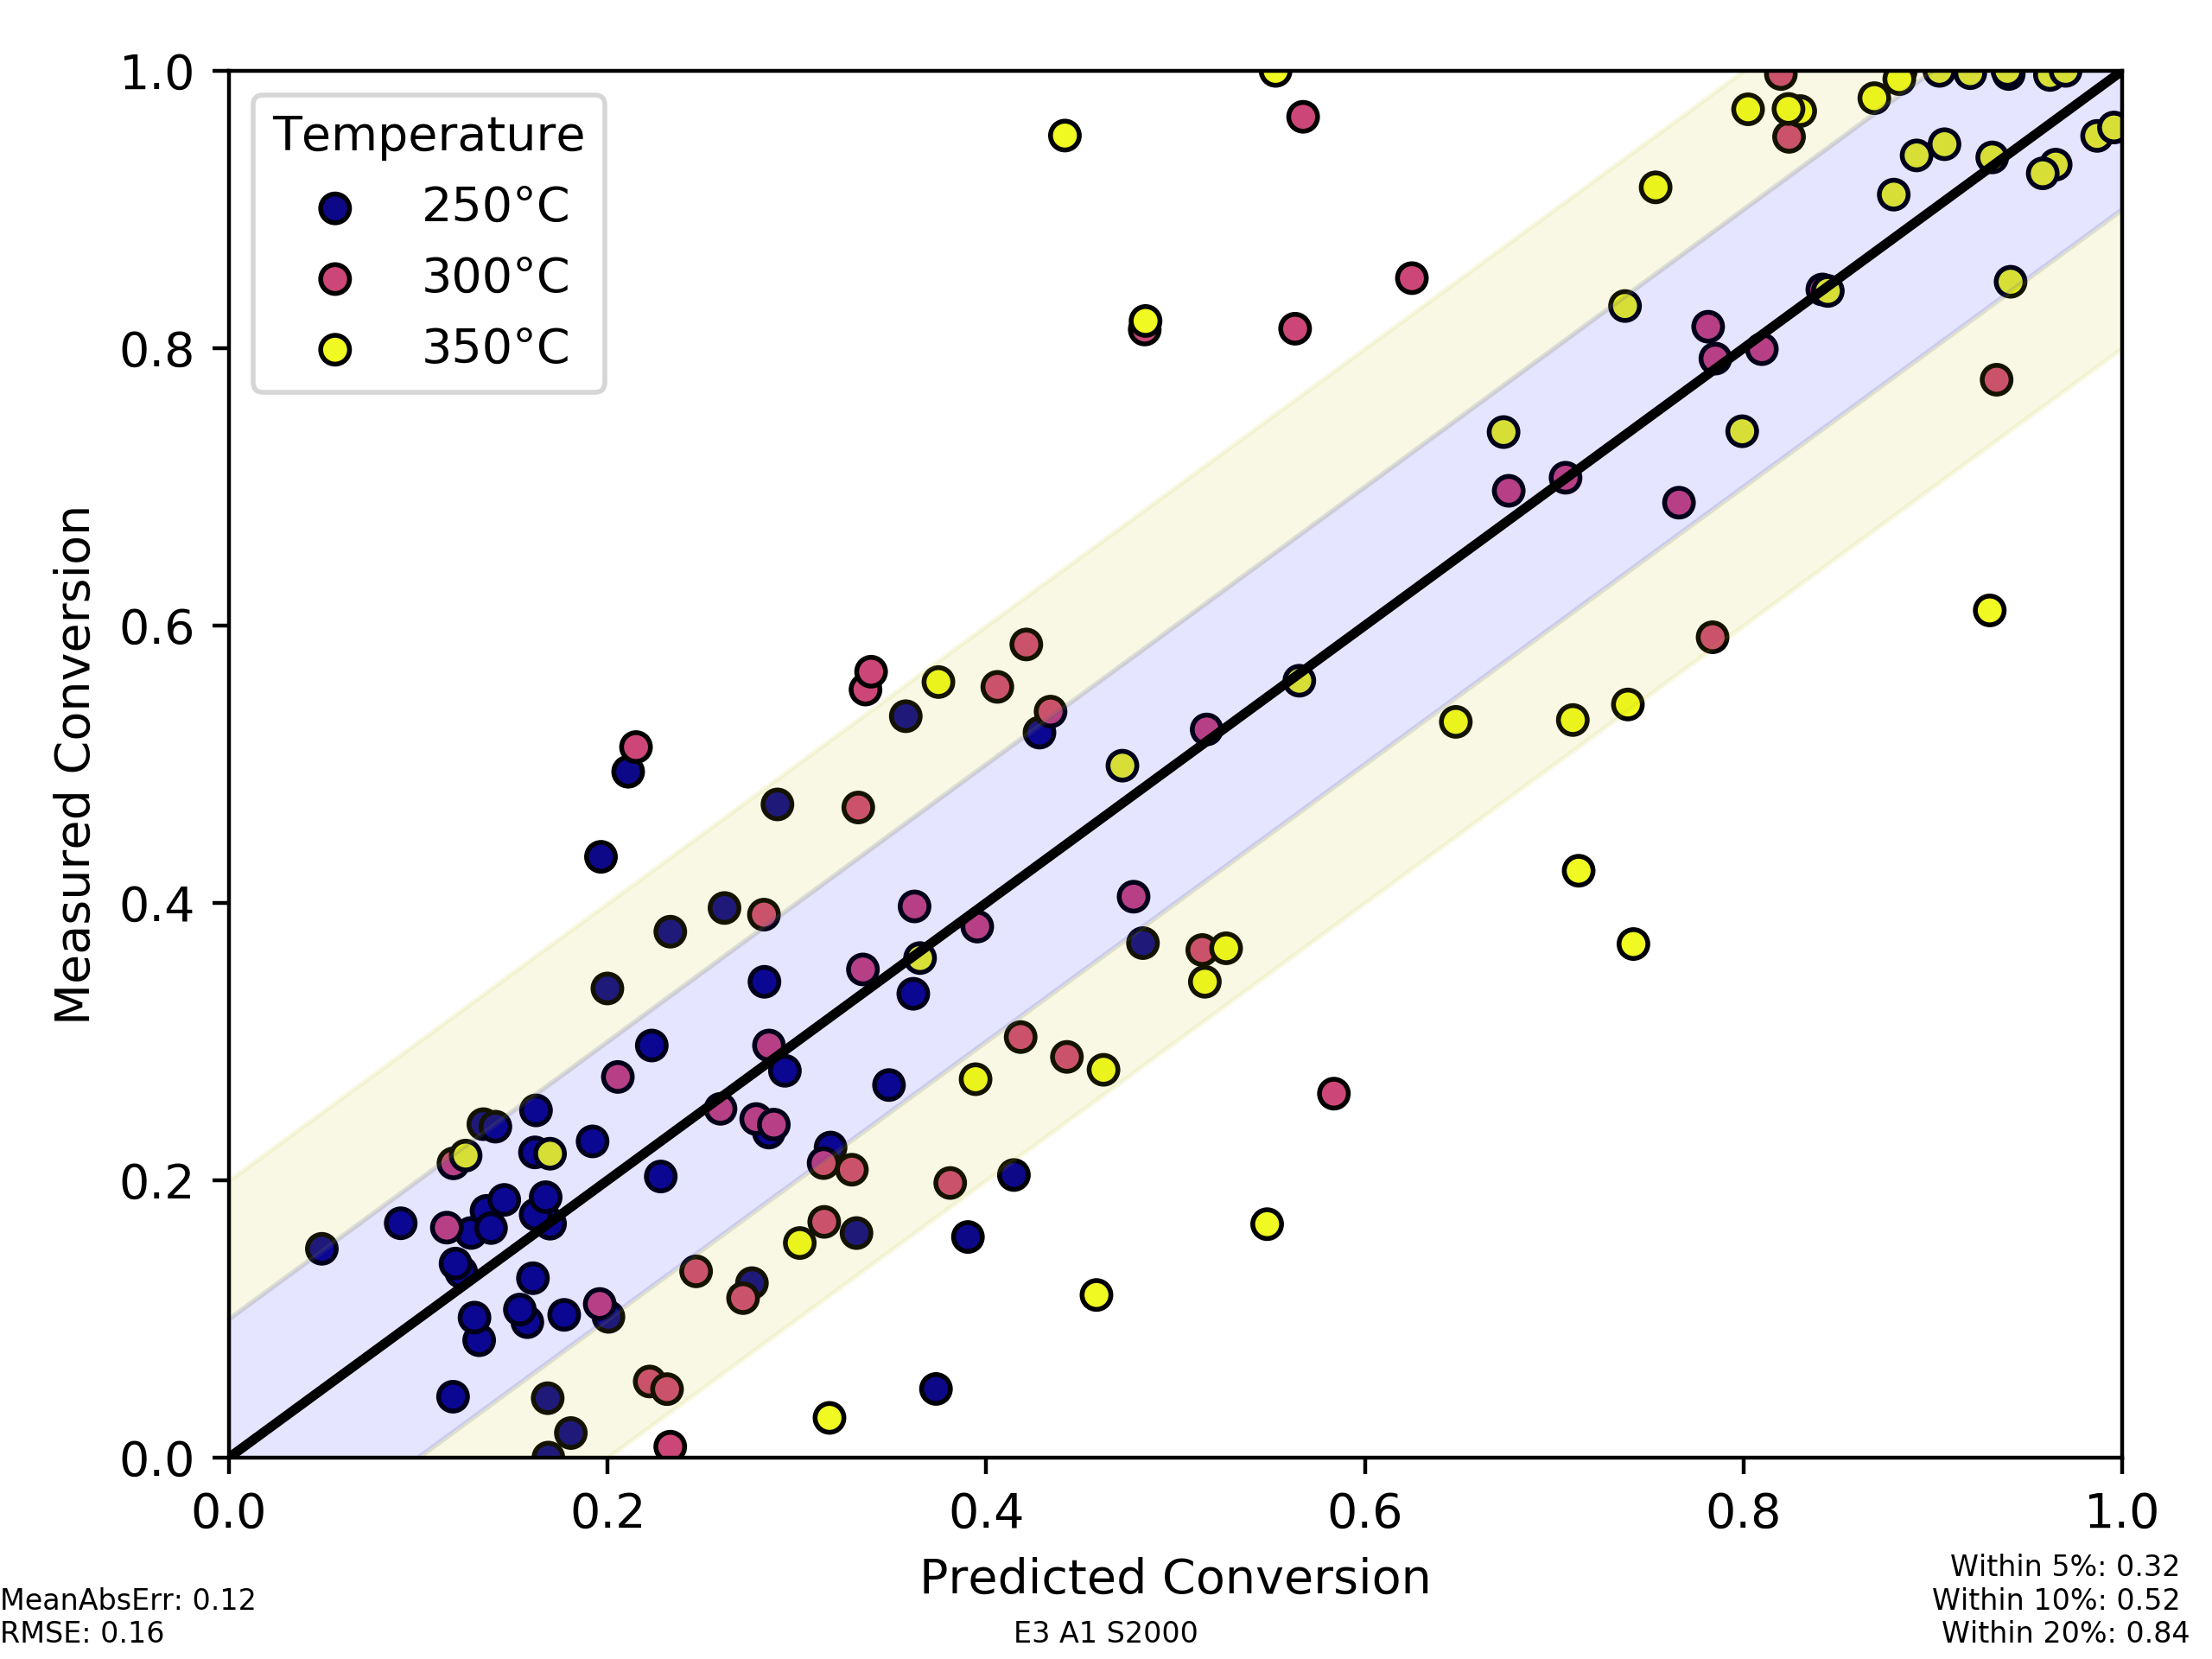 Temperature
250°C
300°C
350°C
Measured Conversion
1.0
0.8
0.6
0.4
0.2
0.0
0.0 0.2 0.4 0.6 0.8 1.0
Predicted Conversion
MeanAbsErr: 0.12
RMSE: 0.16
E3 A1 S2000
Within 5%: 0.32
Within 10%: 0.52
Within 20%: 0.84